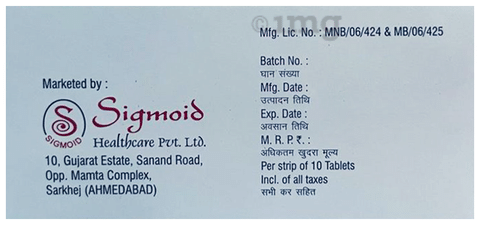 1mg
Mfg. Lic. No. : MNB/06/424 & MB/06/425
Marketed by :
Sigmoid
SIGMOID
Healthcare Pvt. Ltd.
10, Gujarat Estate, Sanand Road,
Opp. Mamta Complex,
Sarkhej (AHMEDABAD)
Batch No. :
घान संख्या
Mfg. Date :
उत्पादन तिथि
Exp. Date :
अवसान तिथि
M. R. P. ₹. :
अधिकतम खुदरा मूल्य
Per strip of 10 Tablets
Incl. of all taxes
सभी कर सहित